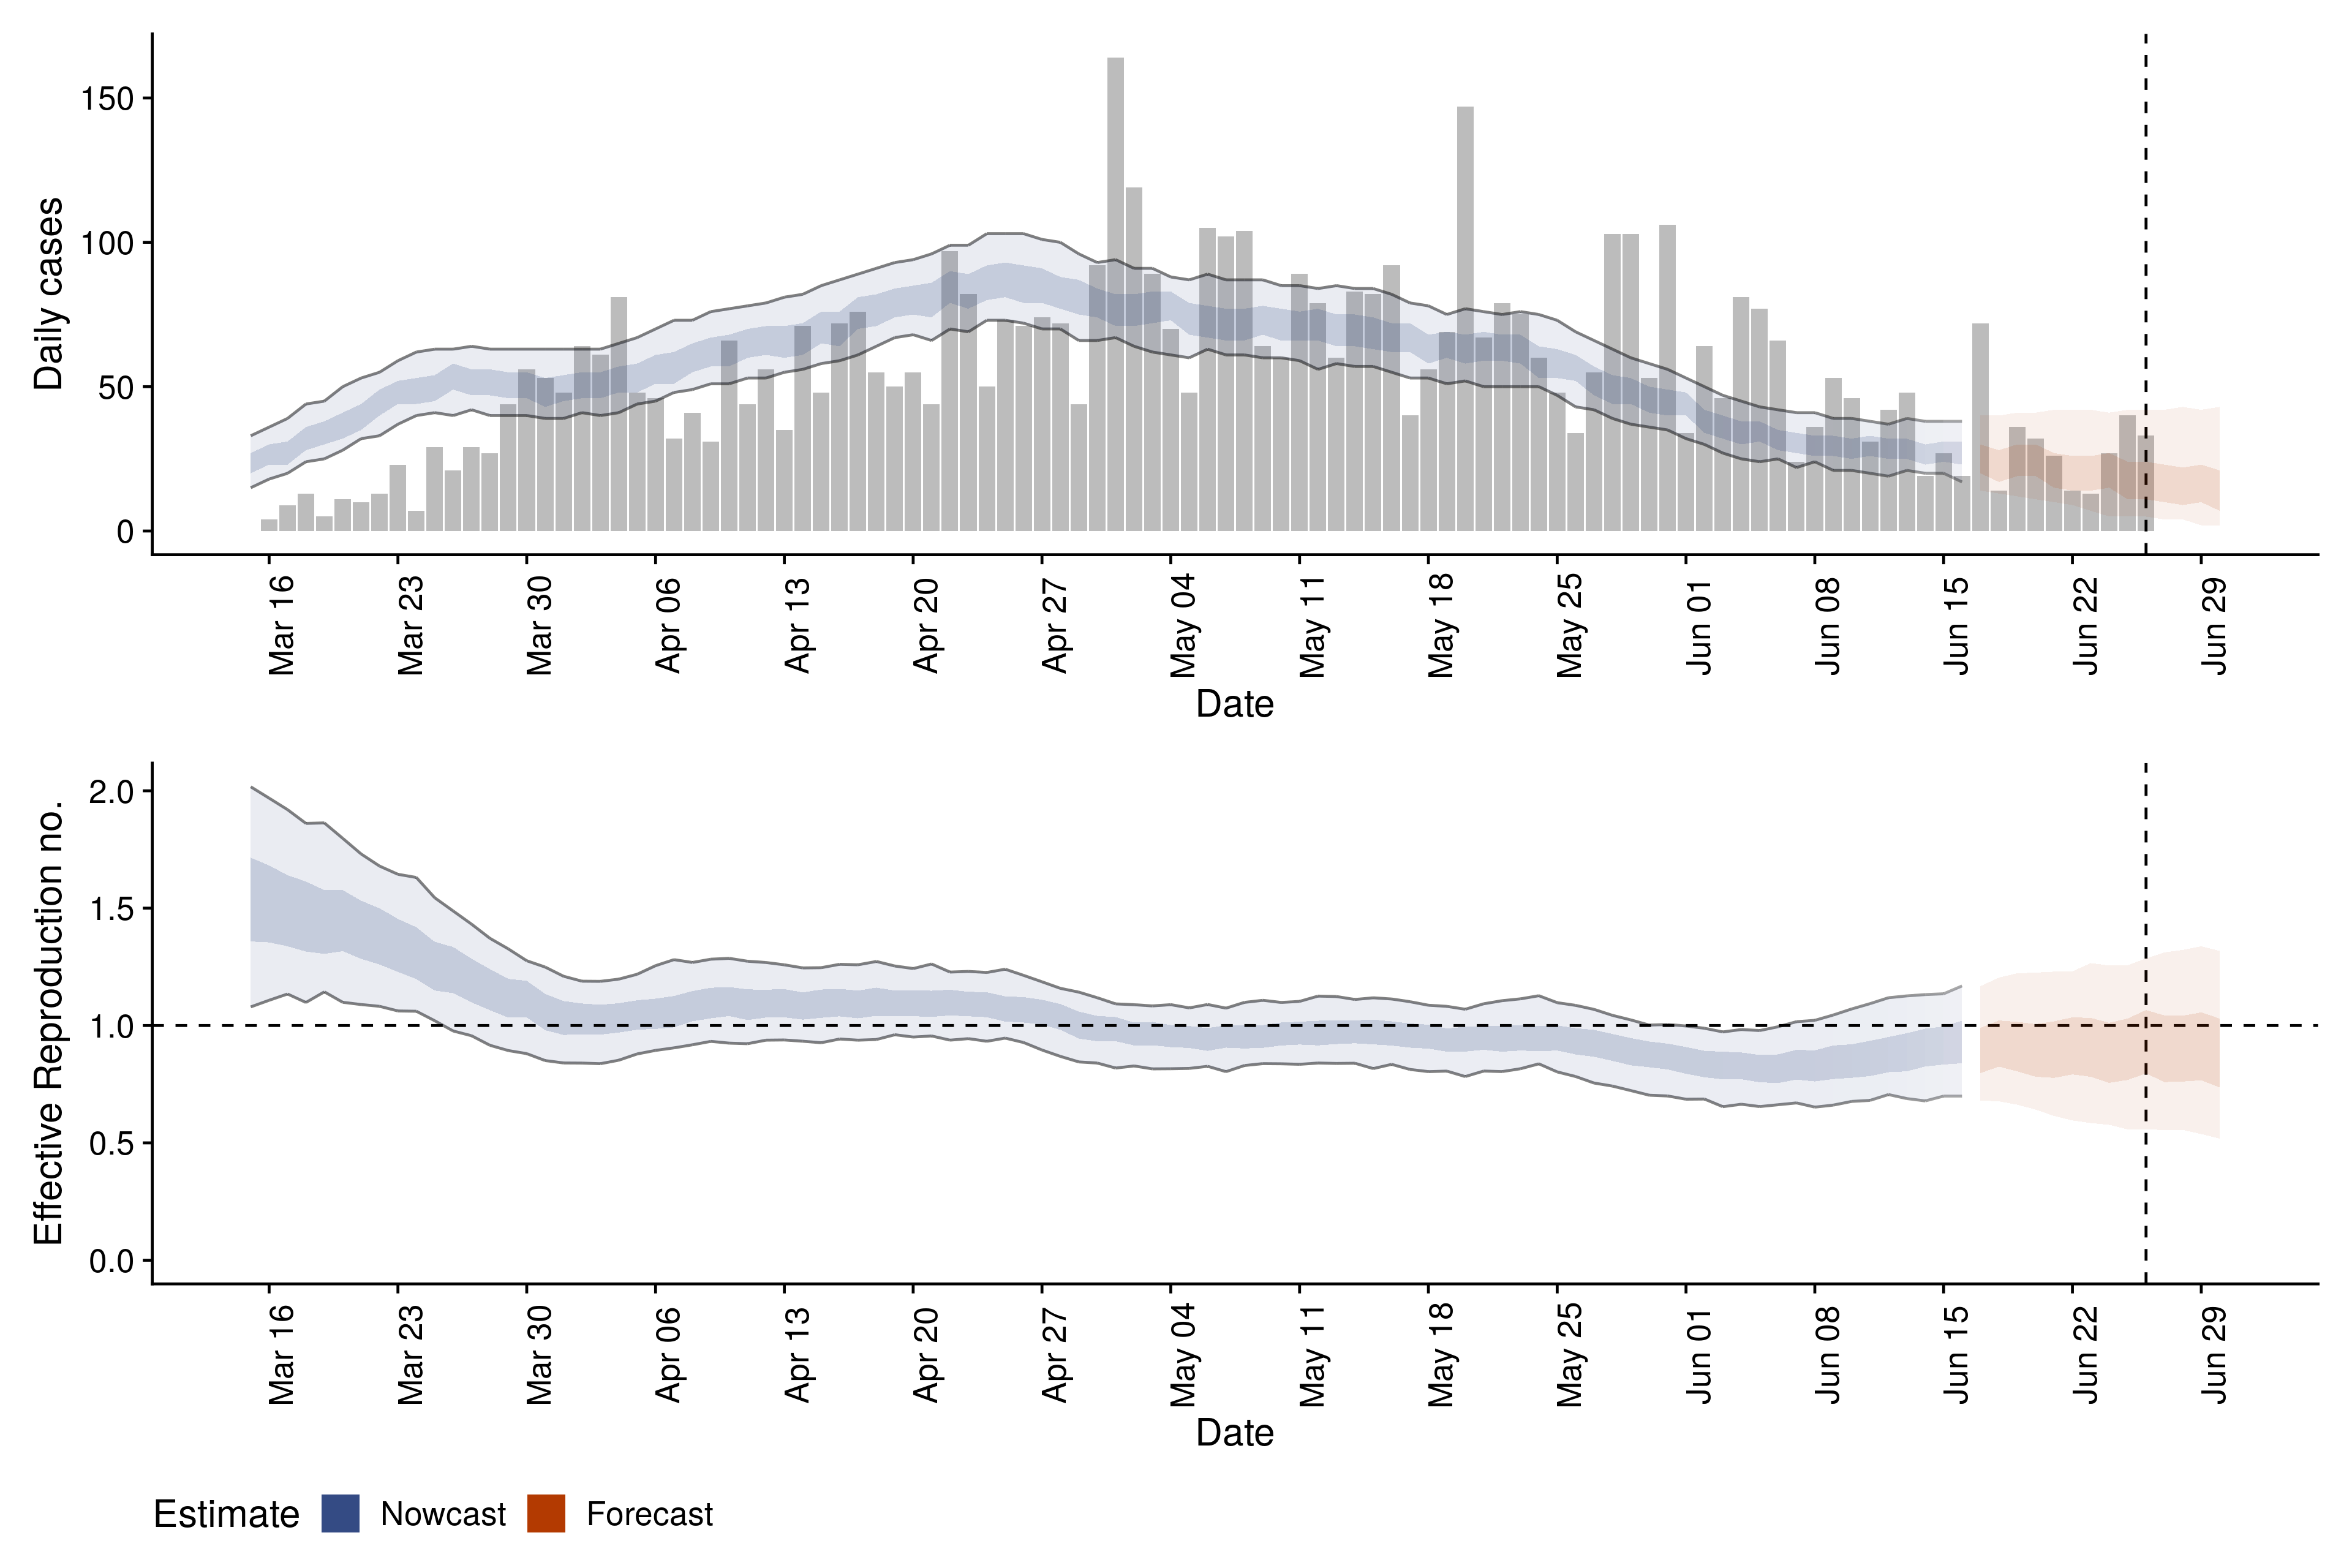 Daily cases
150
100
50
0
Mar 16
Mar 23
Mar 30
Apr 06
Apr 13
Apr 20
Apr 27
May 04
May 11
May 18
May 25
Jun 01
Jun 08
Jun 15
Jun 22
Jun 29
Date
Effective Reproduction no.
2.0
1.5
1.0
0.5
0.0
Mar 16
Mar 23
Mar 30
Apr 06
Apr 13
Apr 20
Apr 27
May 04
May 11
May 18
May 25
Jun 01
Jun 08
Jun 15
Jun 22
Jun 29
Date
Estimate Nowcast Forecast